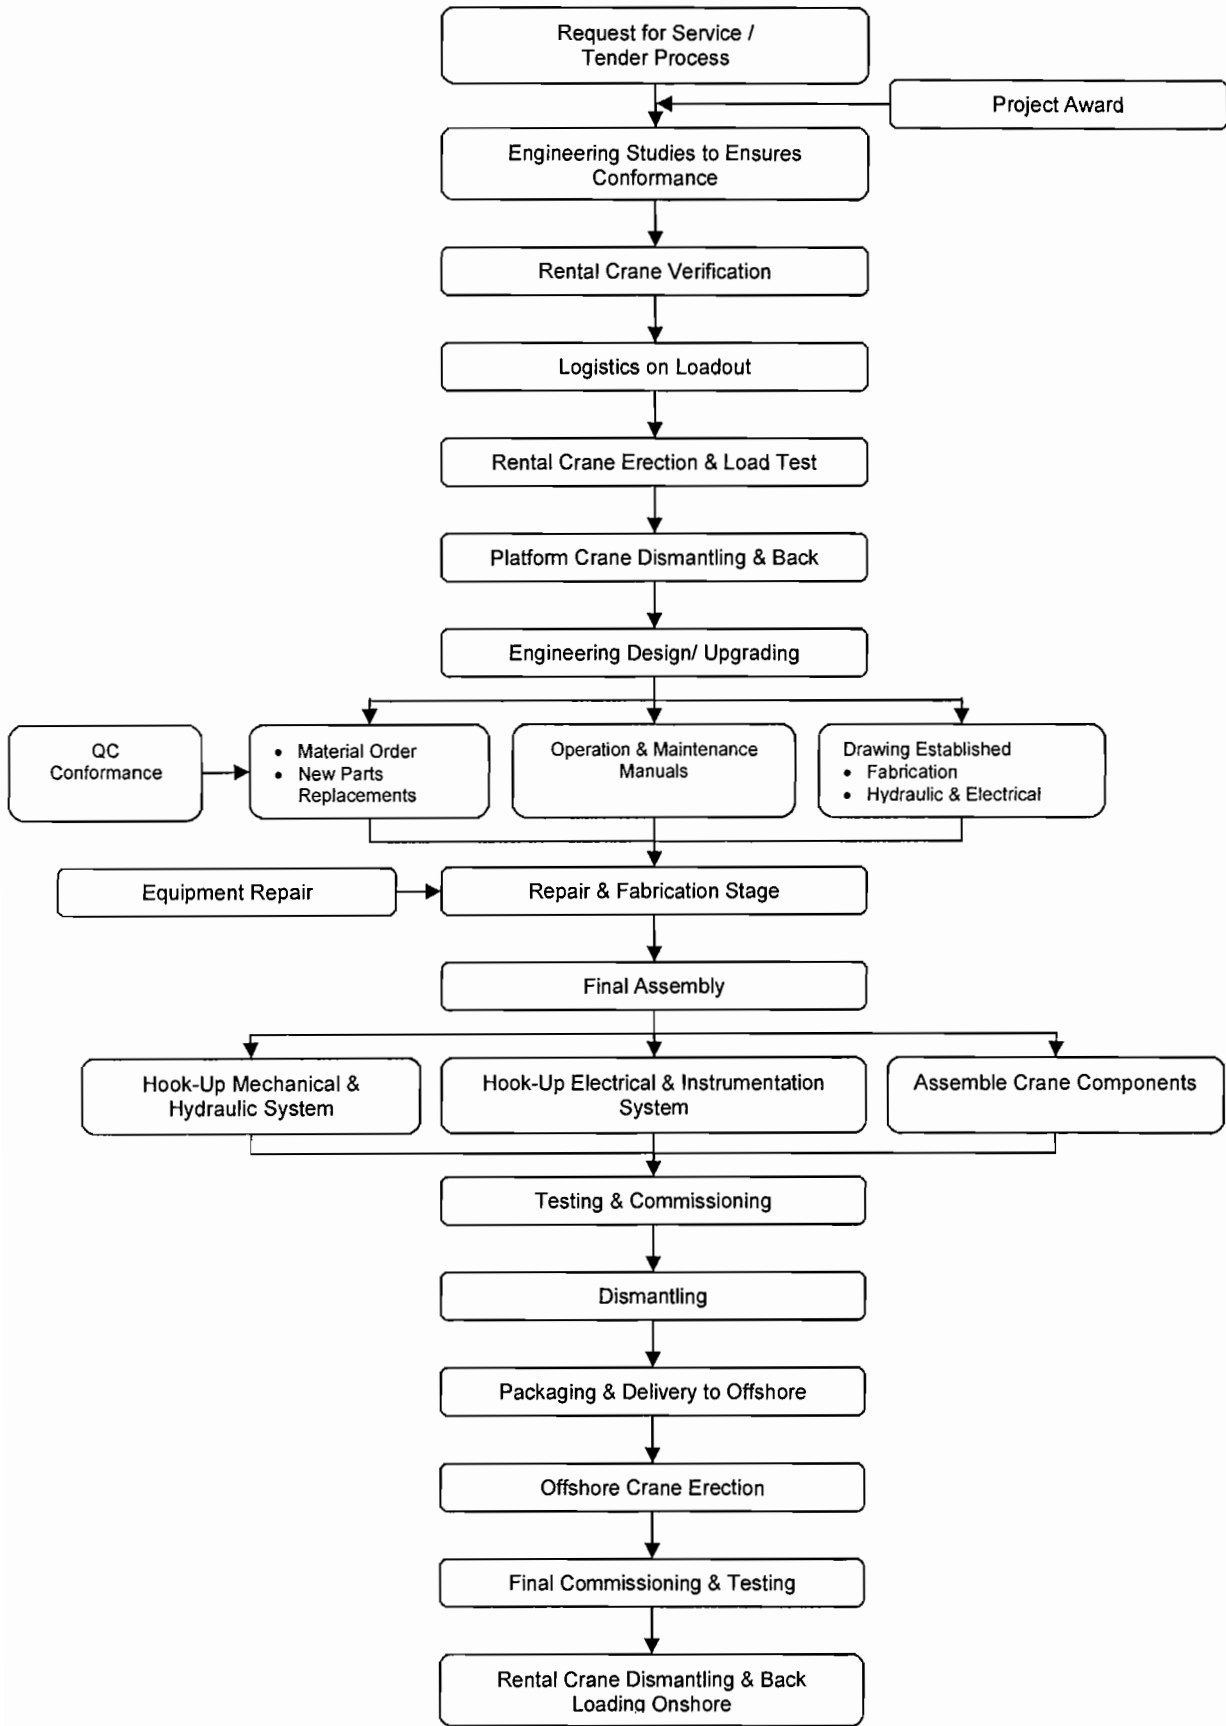 Request for Service /
Tender Process
Project Award
Engineering Studies to Ensures
Conformance
Rental Crane Verification
Logistics on Loadout
Rental Crane Erection & Load Test
Platform Crane Dismantling & Back
Engineering Design/ Upgrading
QC
Conformance
• Material Order
• New Parts
Replacements
Operation & Maintenance
Manuals
Drawing Established
• Fabrication
• Hydraulic & Electrical
Equipment Repair
Repair & Fabrication Stage
Final Assembly
Hook-Up Mechanical &
Hydraulic System
Hook-Up Electrical & Instrumentation
System
Assemble Crane Components
Testing & Commissioning
Dismantling
Packaging & Delivery to Offshore
Offshore Crane Erection
Final Commissioning & Testing
Rental Crane Dismantling & Back
Loading Onshore